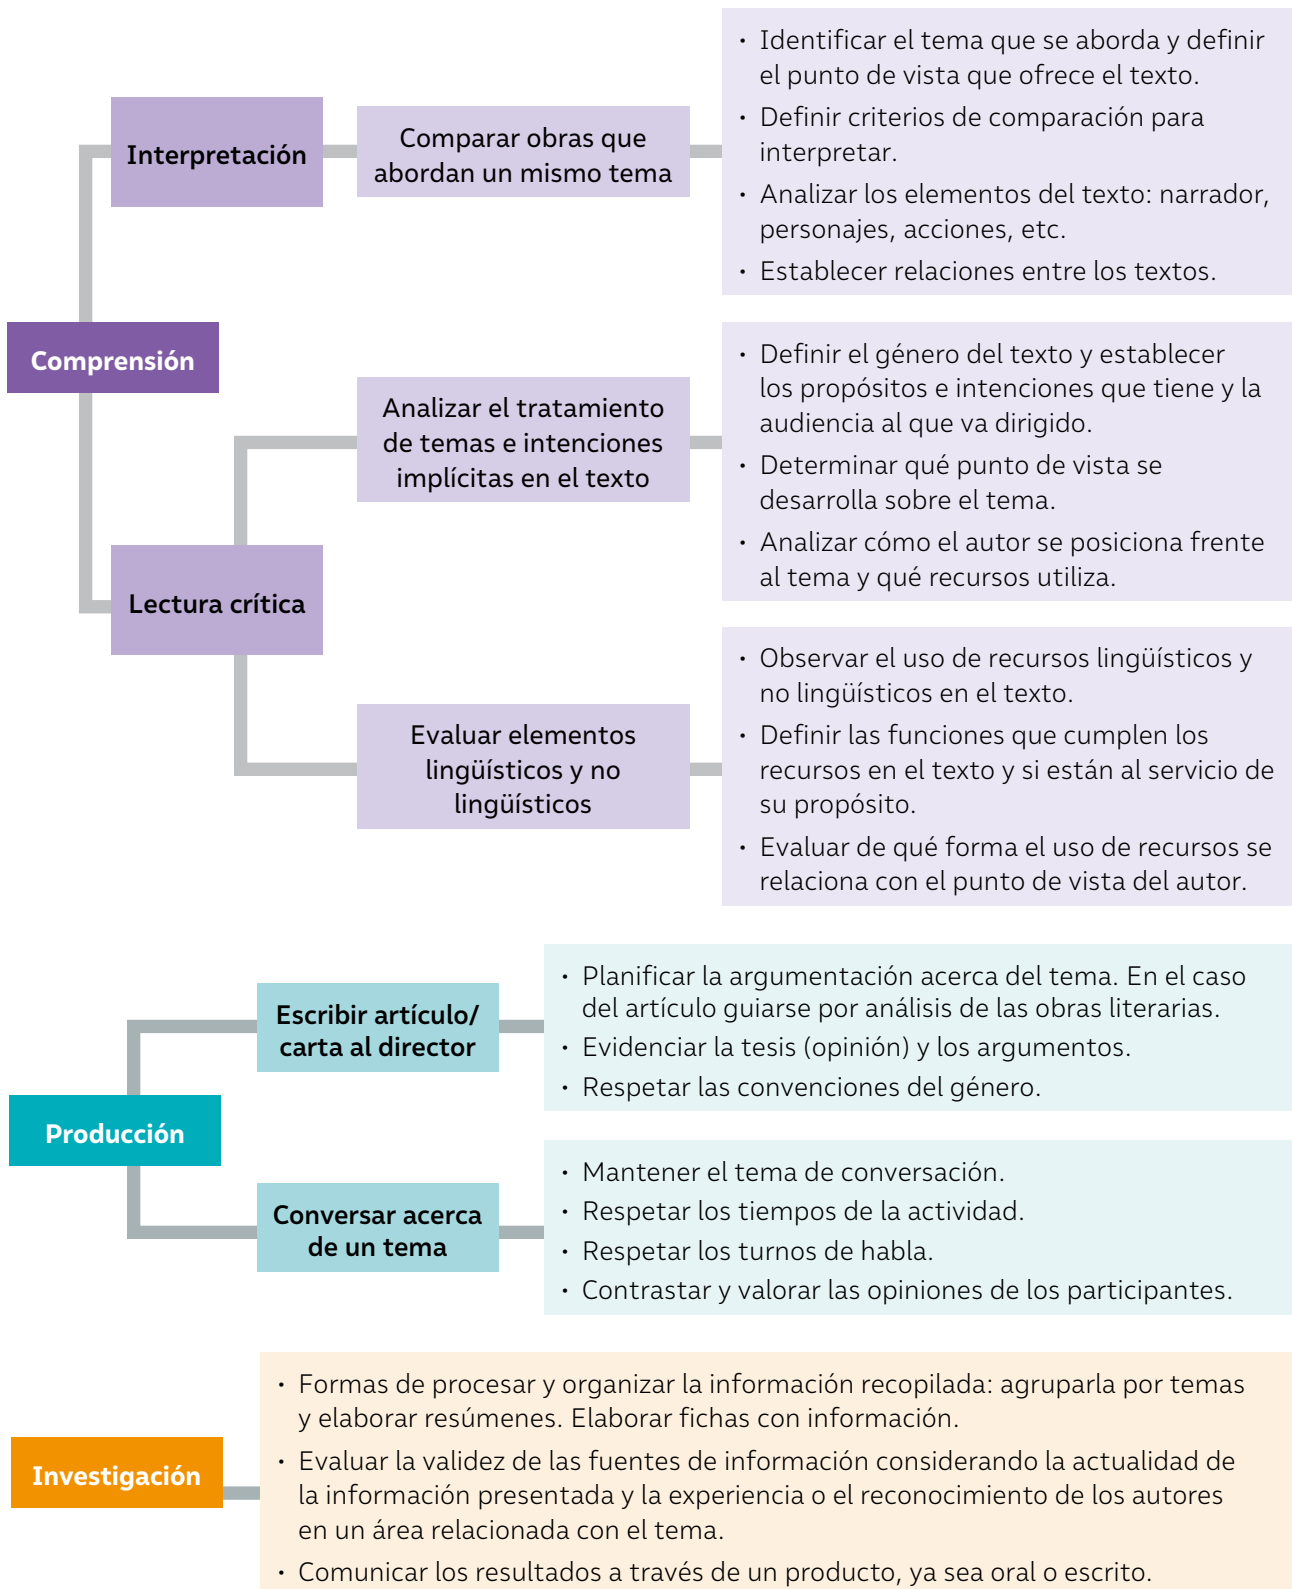 • Identificar el tema que se aborda y definir
el punto de vista que ofrece el texto.
• Definir criterios de comparación para
interpretar.
• Analizar los elementos del texto: narrador,
personajes, acciones, etc.
• Establecer relaciones entre los textos.
Interpretación
Comparar obras que
abordan un mismo tema
Comprensión
• Definir el género del texto y establecer
los propósitos e intenciones que tiene y la
audiencia al que va dirigido.
• Determinar qué punto de vista se
desarrolla sobre el tema.
• Analizar cómo el autor se posiciona frente
al tema y qué recursos utiliza.
Analizar el tratamiento
de temas e intenciones
implícitas en el texto
Lectura crítica
• Observar el uso de recursos lingüísticos y
no lingüísticos en el texto.
• Definir las funciones que cumplen los
recursos en el texto y si están al servicio de
su propósito.
• Evaluar de qué forma el uso de recursos se
relaciona con el punto de vista del autor.
Evaluar elementos
lingüísticos y no
lingüísticos
Escribir artículo/
carta al director
• Planificar la argumentación acerca del tema. En el caso
del artículo guiarse por análisis de las obras literarias.
• Evidenciar la tesis (opinión) y los argumentos.
• Respetar las convenciones del género.
Producción
Conversar acerca
de un tema
• Mantener el tema de conversación.
• Respetar los tiempos de la actividad.
• Respetar los turnos de habla.
• Contrastar y valorar las opiniones de los participantes.
Investigación
• Formas de procesar y organizar la información recopilada: agruparla por temas
y elaborar resúmenes. Elaborar fichas con información.
• Evaluar la validez de las fuentes de información considerando la actualidad de
la información presentada y la experiencia o el reconocimiento de los autores
en un área relacionada con el tema.
• Comunicar los resultados a través de un producto, ya sea oral o escrito.